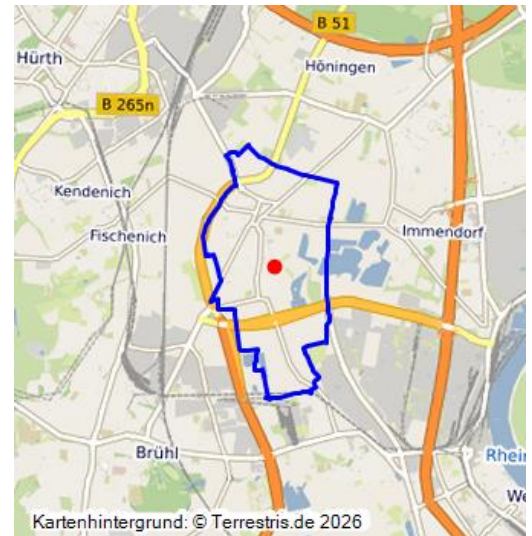 B 51
Hürth
Höningen
B 265n
Kendenich
Fischenich
Immendorf
Brühl
Rhein
We
Kartenhintergrund: © Terrestris.de 2026